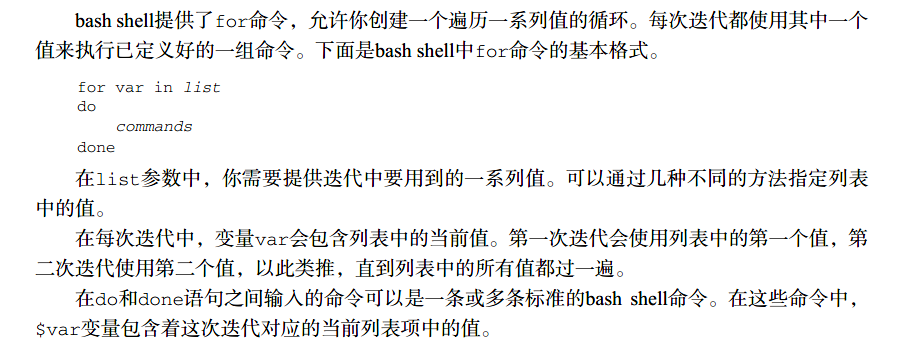 bash shell提供了for命令，允许你创建一个遍历一系列值的循环。每次迭代都使用其中一个
值来执行已定义好的一组命令。下面是bash shell中for命令的基本格式。
for var in list
do
    commands
done
在list参数中，你需要提供迭代中要用到的一系列值。可以通过几种不同的方法指定列表
中的值。
在每次迭代中，变量var会包含列表中的当前值。第一次迭代会使用列表中的第一个值，第
二次迭代使用第二个值，以此类推，直到列表中的所有值都过一遍。
在do和done语句之间输入的命令可以是一条或多条标准的bash shell命令。在这些命令中，
$var变量包含着这次迭代对应的当前列表项中的值。